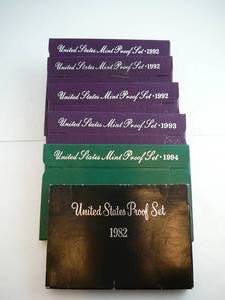 United States Mint Proof Set · 1992
United States Mint Proof Set · 1992
United States Mint Proof Set · 1992
United States Mint Proof Set · 1993
United States Mint Proof Set · 1994
United States Proof Set
1982